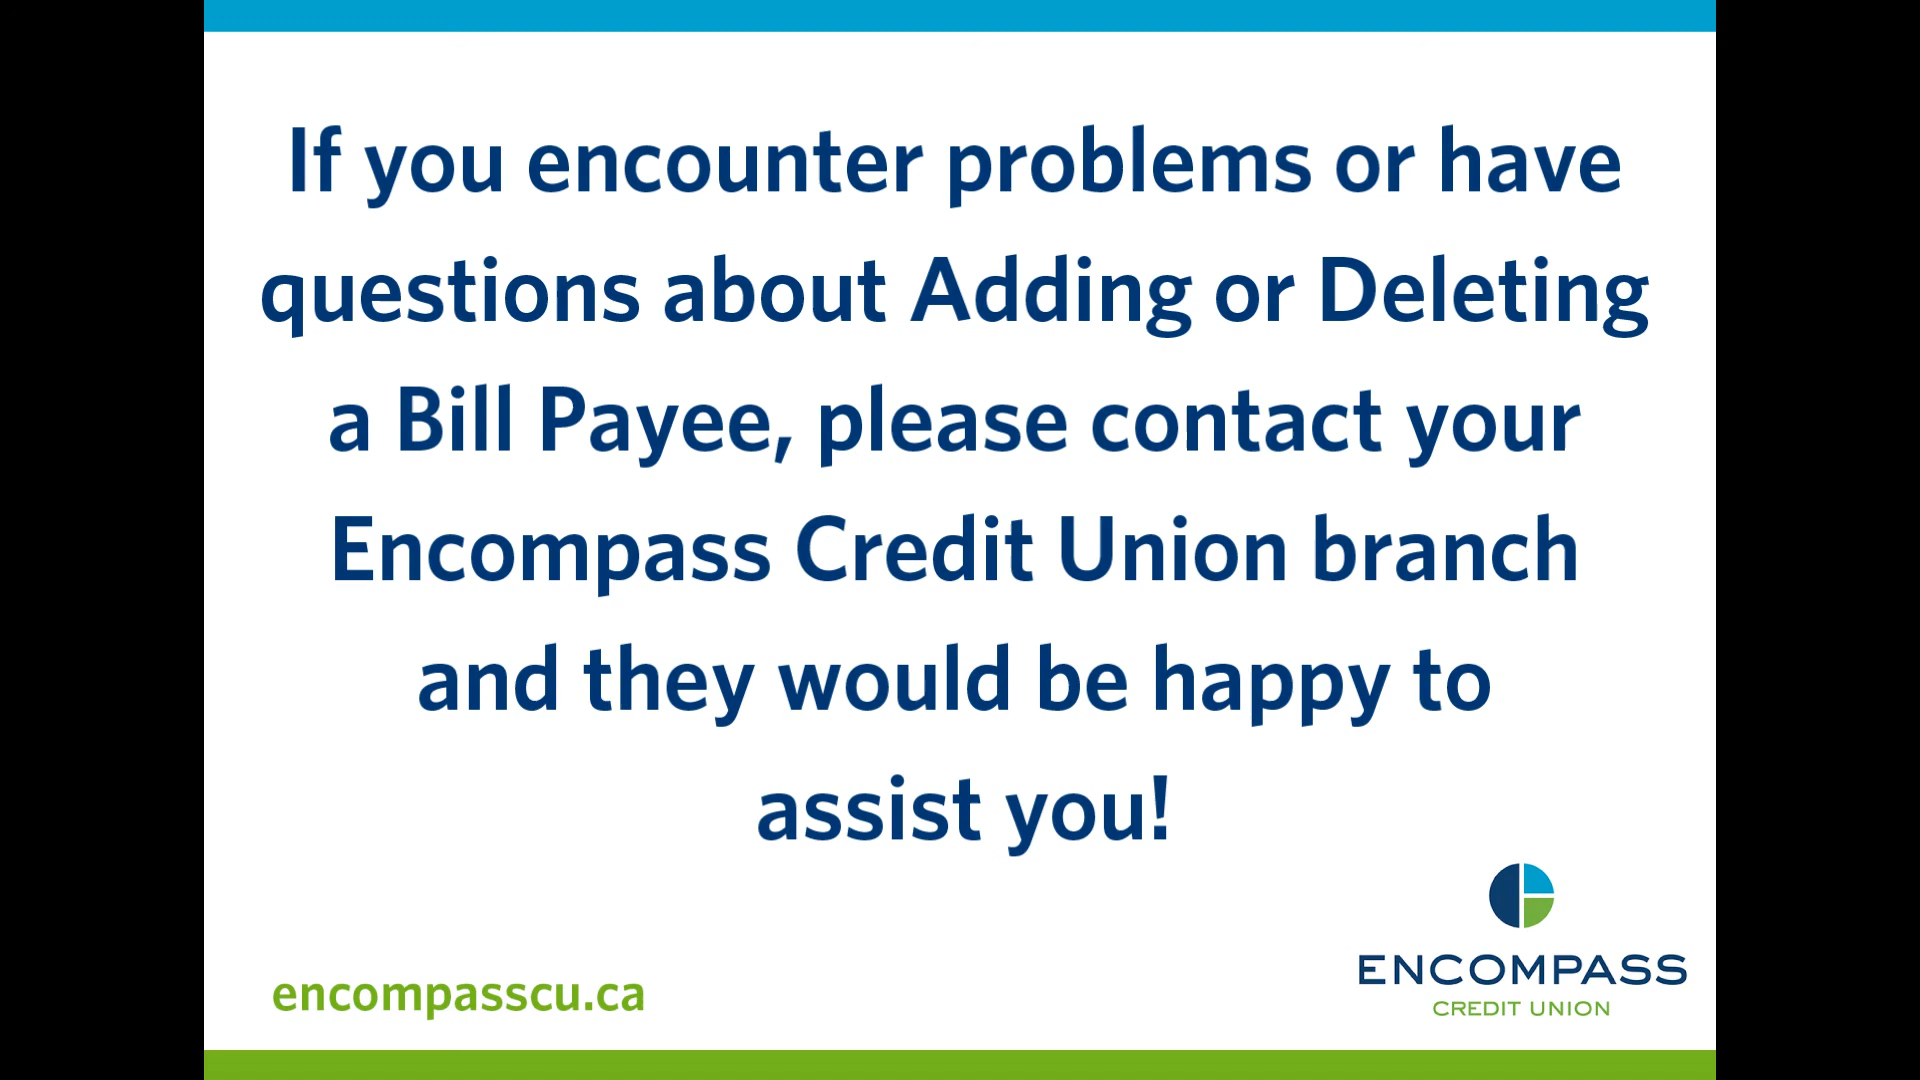 If you encounter problems or have
questions about Adding or Deleting
a Bill Payee, please contact your
Encompass Credit Union branch
and they would be happy to
assist you!
encompasscu.ca
ENCOMPASS
CREDIT UNION